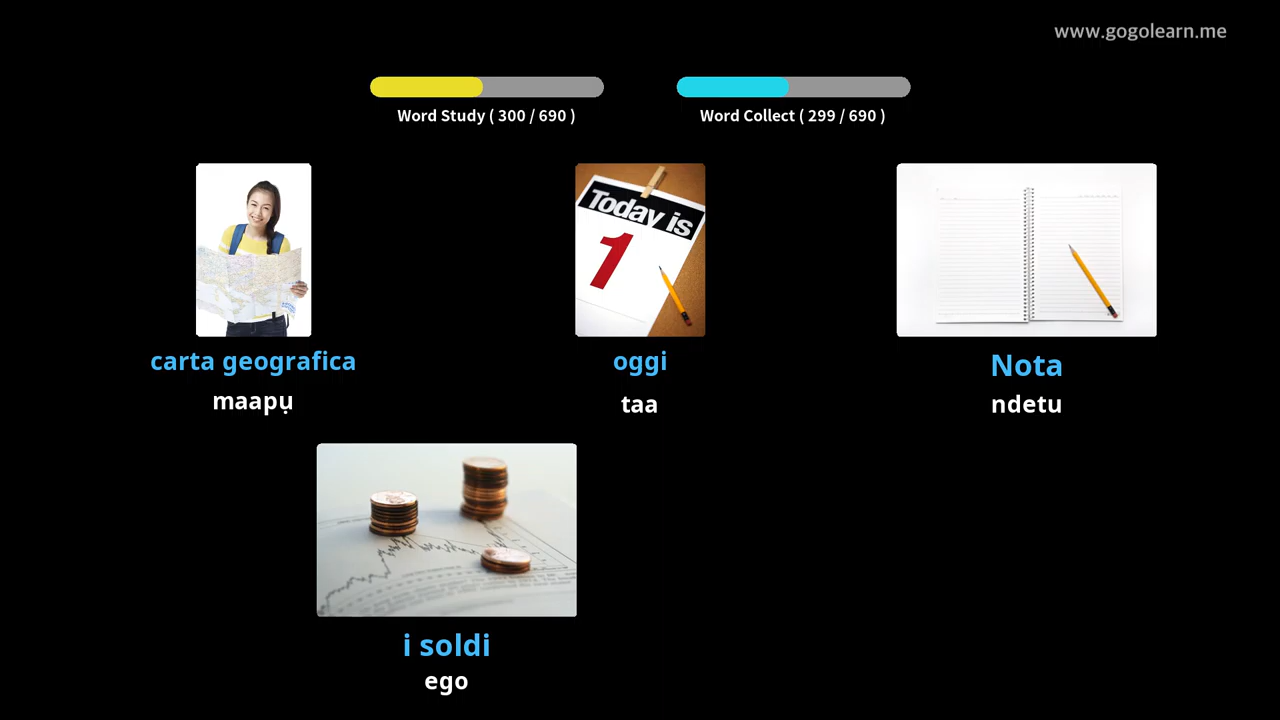 www.gogolearn.me
Word Study ( 300 / 690 )
Word Collect ( 299 / 690 )
Today is
1
carta geografica
oggi
Nota
maapụ
taa
ndetu
i soldi
ego